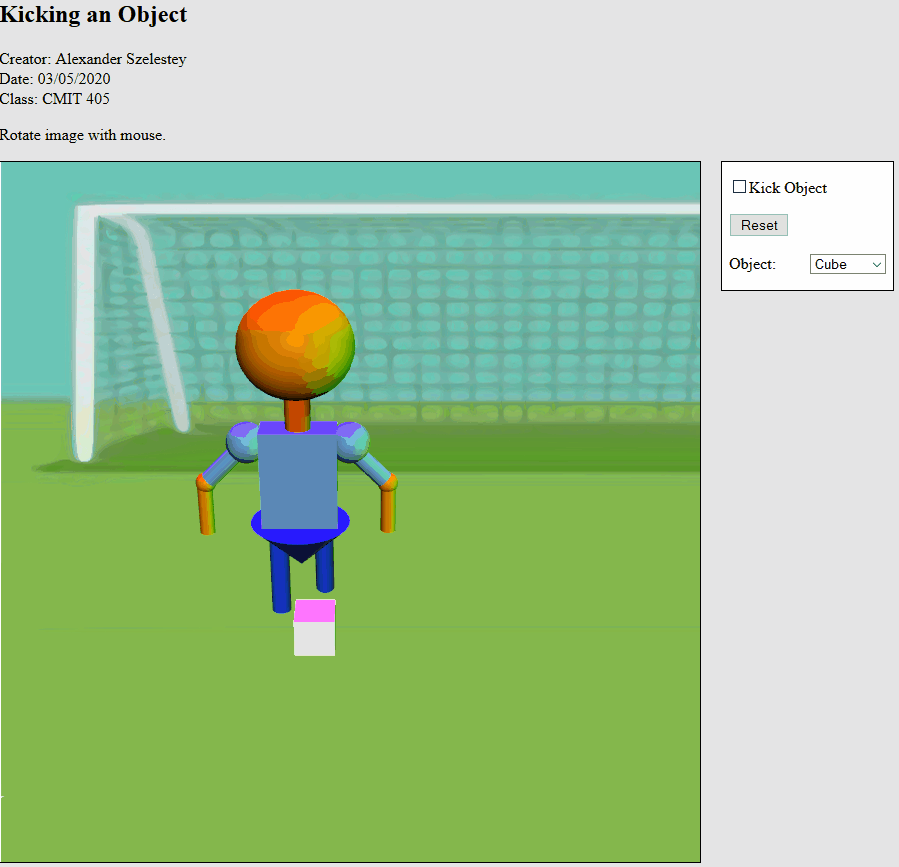 Kicking an Object
Creator: Alexander Szelestey
Date: 03/05/2020
Class: CMIT 405
Rotate image with mouse.
Kick Object
Reset
Object: Cube